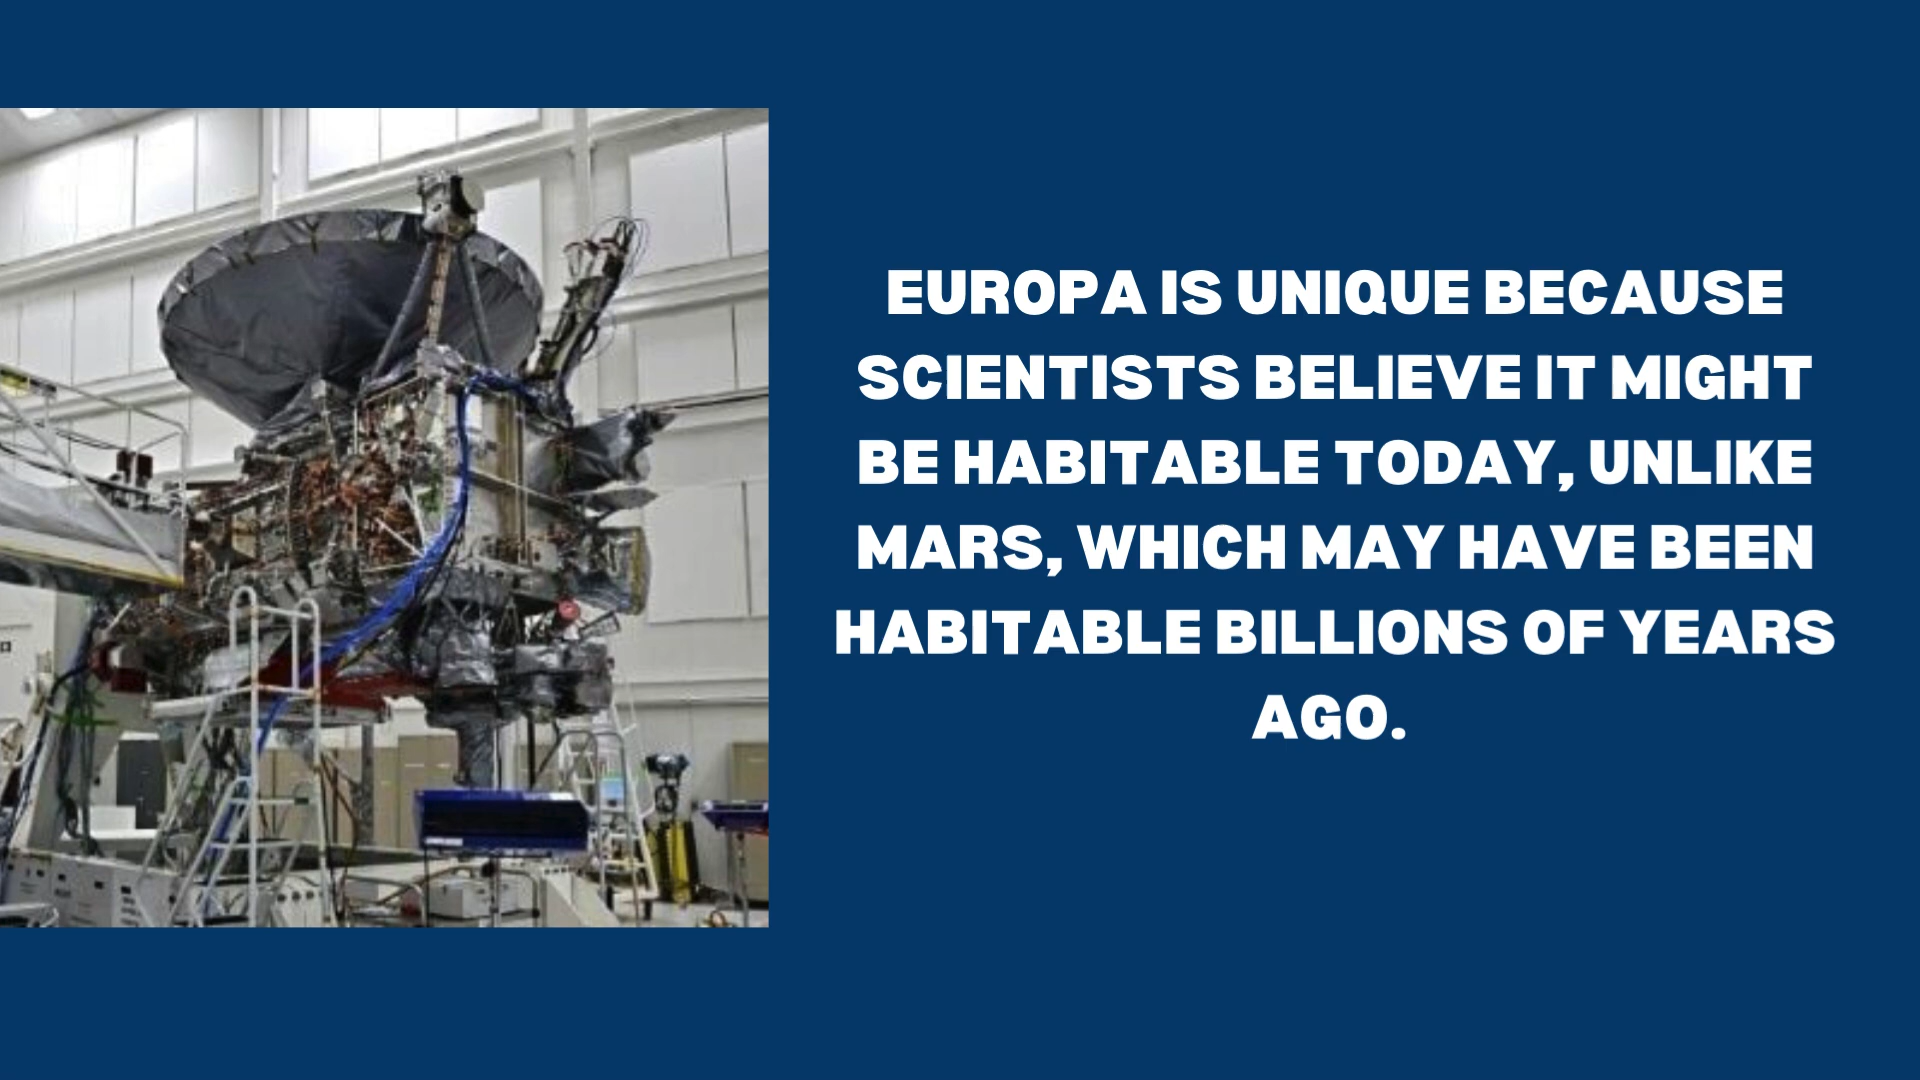 EUROPA IS UNIQUE BECAUSE
SCIENTISTS BELIEVE IT MIGHT
BE HABITABLE TODAY, UNLIKE
MARS, WHICH MAY HAVE BEEN
HABITABLE BILLIONS OF YEARS
AGO.